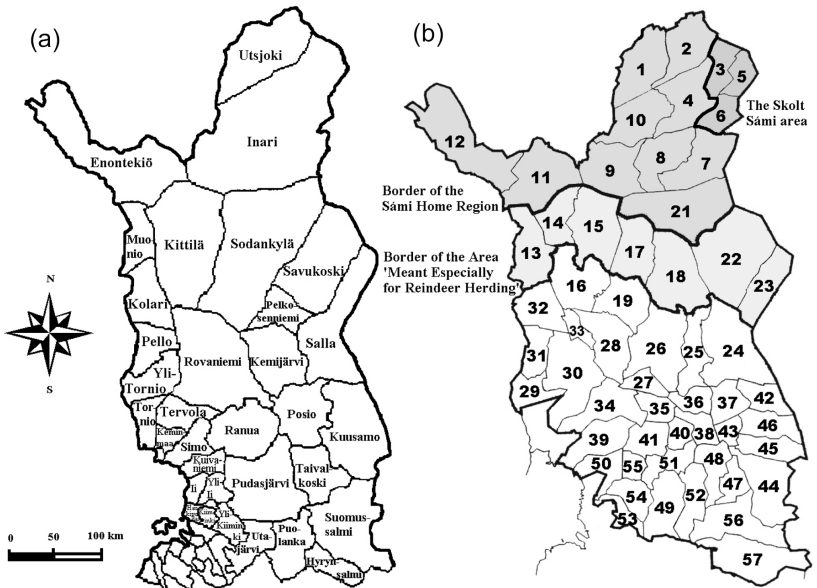 (a)
Utsjoki
Inari
Enontekiö
Muo-
nio
Kittilä
Sodankylä
Savukoski
Kolari
Pelko-
senniemi
Pello
Rovaniemi
Kemijärvi
Salla
Yli-
Tornio
Tor-
nio
Tervola
Ranua
Posio
Kuusamo
Kemin-
maa
Simo
Kuiva-
niemi
Pudasjärvi
Taival-
koski
Ii
Yli-
Ii
Yli-
Kiimin-
ki
Uta-
järvi
Puo-
lanka
Suomus-
salmi
Hyryn-
salmi
N
S
0 50 100 km
(b)
The Skolt
Sámi area
Border of the
Sámi Home Region
Border of the Area
'Meant Especially
for Reindeer Herding'
1
2
3
5
4
6
10
12
9
8
7
11
21
14
15
13
17
18
22
23
16
19
32
33
28
26
25
24
31
30
27
29
34
35
36
37
42
39
41
40
38
43
46
45
50
55
51
48
44
54
52
47
53
49
56
57